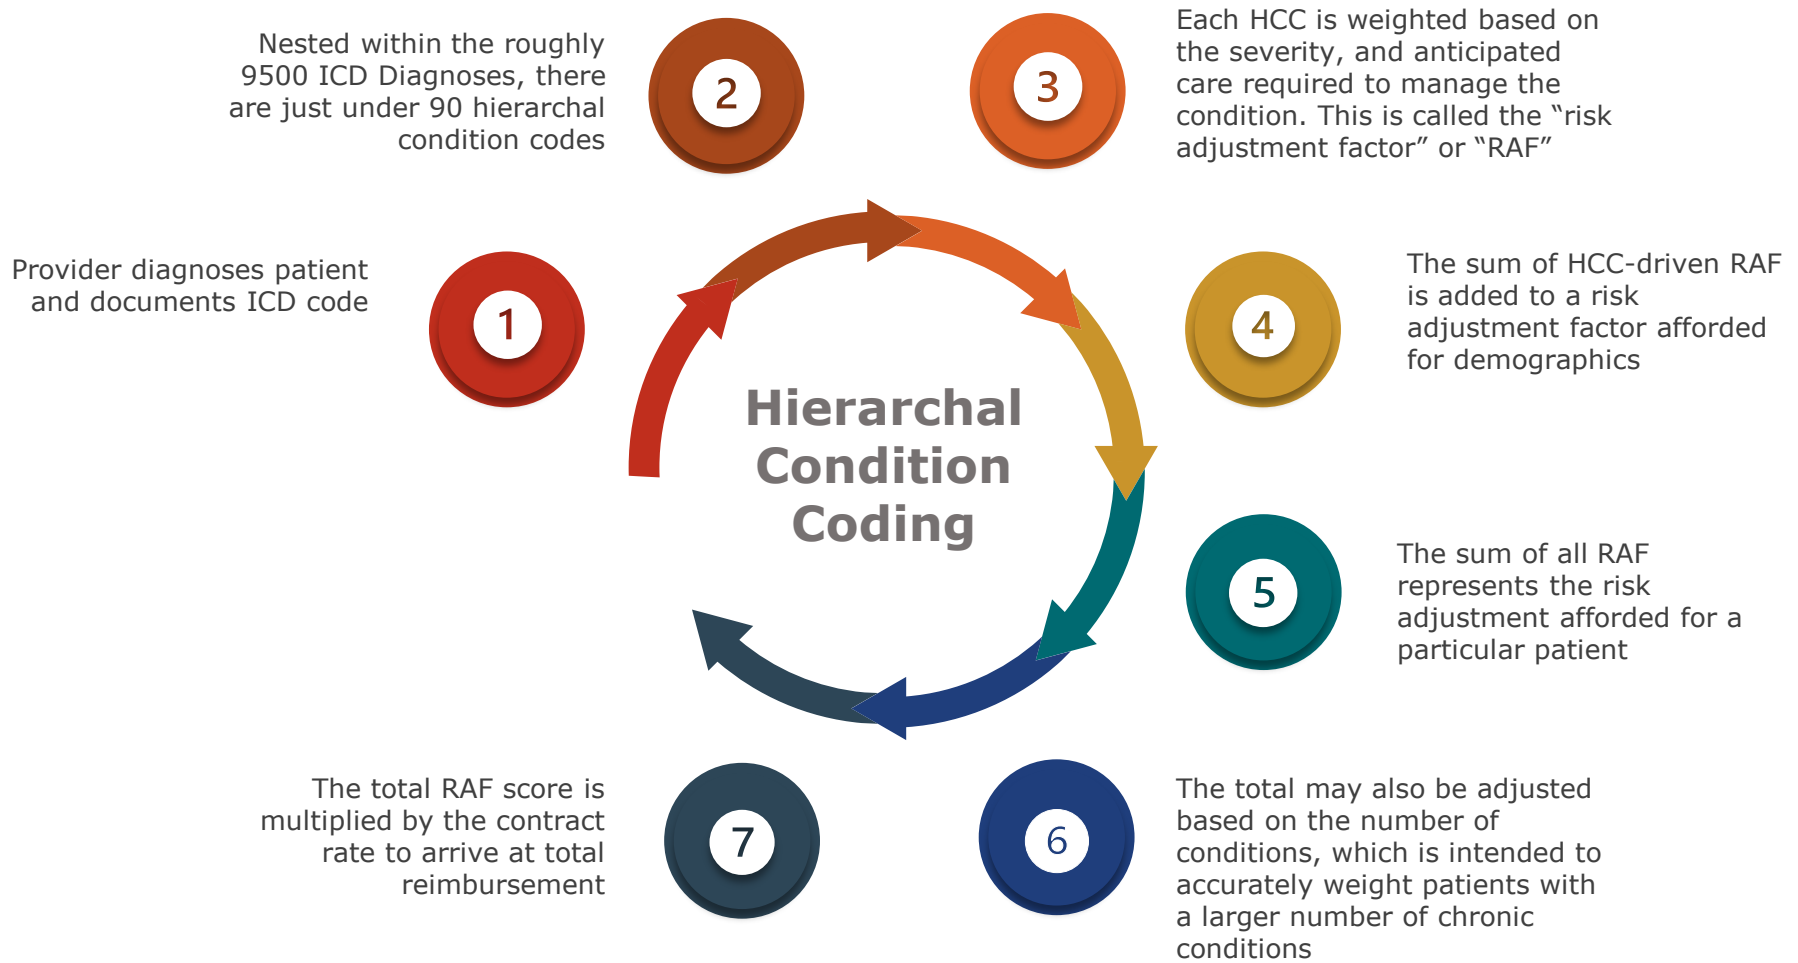 Hierarchal
Condition
Coding
1
Provider diagnoses patient
and documents ICD code
2
Nested within the roughly
9500 ICD Diagnoses, there
are just under 90 hierarchal
condition codes
3
Each HCC is weighted based on
the severity, and anticipated
care required to manage the
condition. This is called the “risk
adjustment factor” or “RAF”
4
The sum of HCC-driven RAF
is added to a risk
adjustment factor afforded
for demographics
5
The sum of all RAF
represents the risk
adjustment afforded for a
particular patient
6
The total may also be adjusted
based on the number of
conditions, which is intended to
accurately weight patients with
a larger number of chronic
conditions
7
The total RAF score is
multiplied by the contract
rate to arrive at total
reimbursement